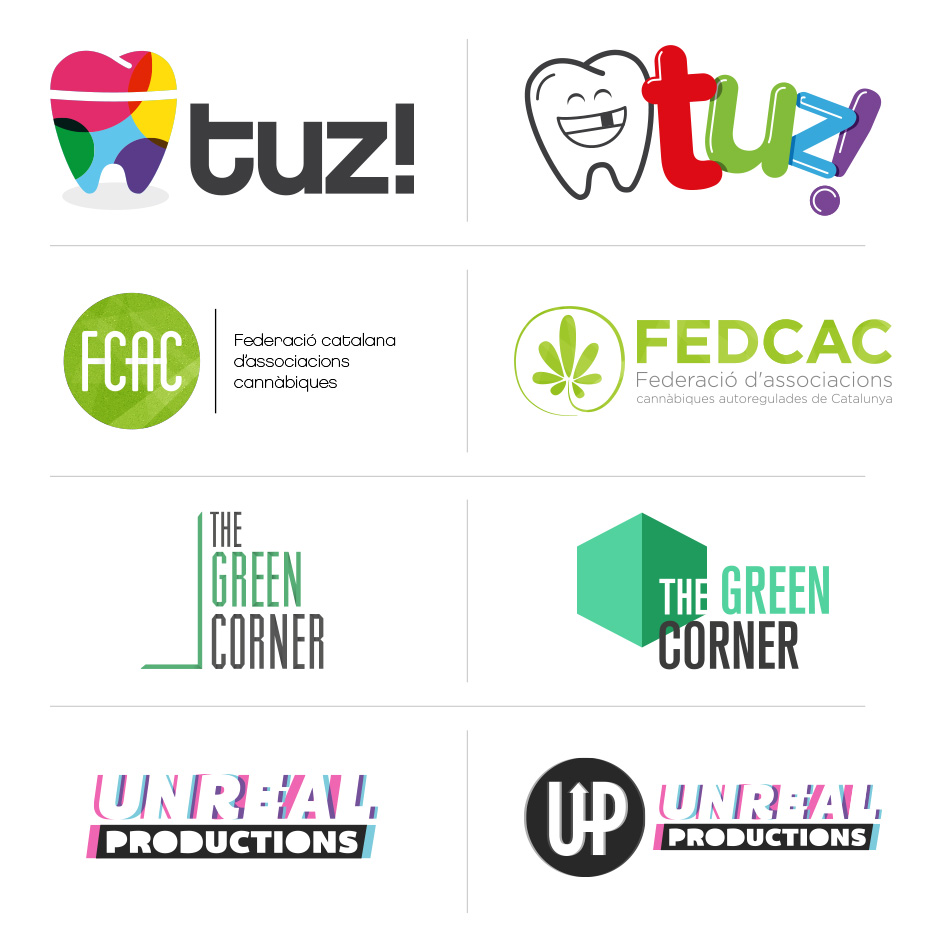 tuz!
tuz!
FCAC
Federació catalana
d'associacions
cannàbiques
FEDCAC
Federació d'associacions
cannàbiques autoregulades de Catalunya
THE
GREEN
CORNER
THE GREEN
CORNER
UNREAL
PRODUCTIONS
UP
UNREAL
PRODUCTIONS